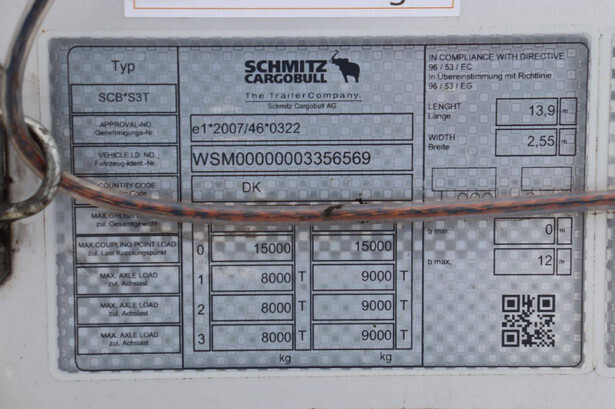 Typ
SCB*S3T
APPROVAL-NO.
Genehmigungs-Nr.
e1*2007/46*0322
VEHICLE I.D. NO.
Fahrzeug-Ident.-Nr.
WSM00000003356569
COUNTRY CODE
Code
DK
SCHMITZ
CARGOBULL
The Trailer Company.
Schmitz Cargobull AG
MAX.
zul. Gesamtgewicht
MAX.COUPLING POINT LOAD
zul. Last Kupplungspunkt
0 15000 15000
MAX. AXLE LOAD
zul. Achslast
1 8000 T 9000 T
MAX. AXLE LOAD
zul. Achslast
2 8000 T 9000 T
MAX. AXLE LOAD
zul. Achslast
3 8000 T 9000 T
kg kg
IN COMPLIANCE WITH DIRECTIVE
96 / 53 / EC
In Übereinstimmung mit Richtlinie
96 / 53 / EG
LENGHT
Länge
13,9 m
WIDTH
Breite
2,55 m
b min. 0 m
b max. 12 m